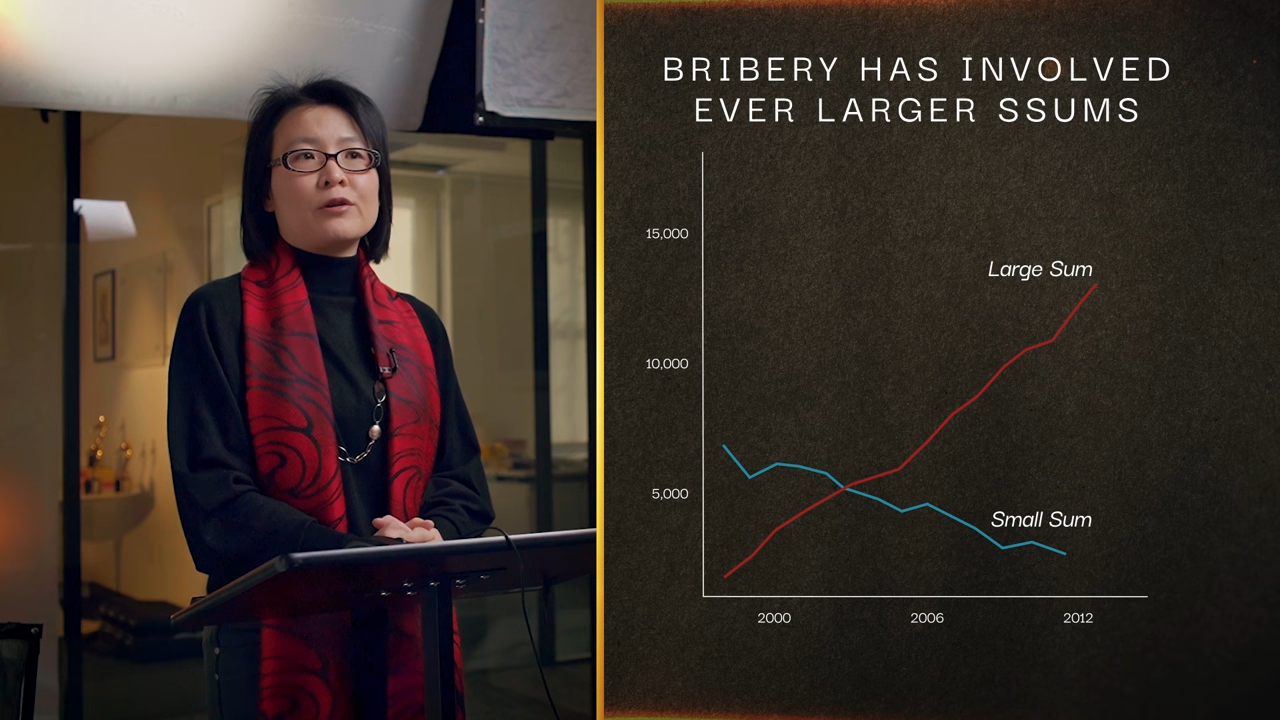 BRIBERY HAS INVOLVED
EVER LARGER SSUMS
15,000
Large Sum
10,000
5,000
Small Sum
2000 2006 2012